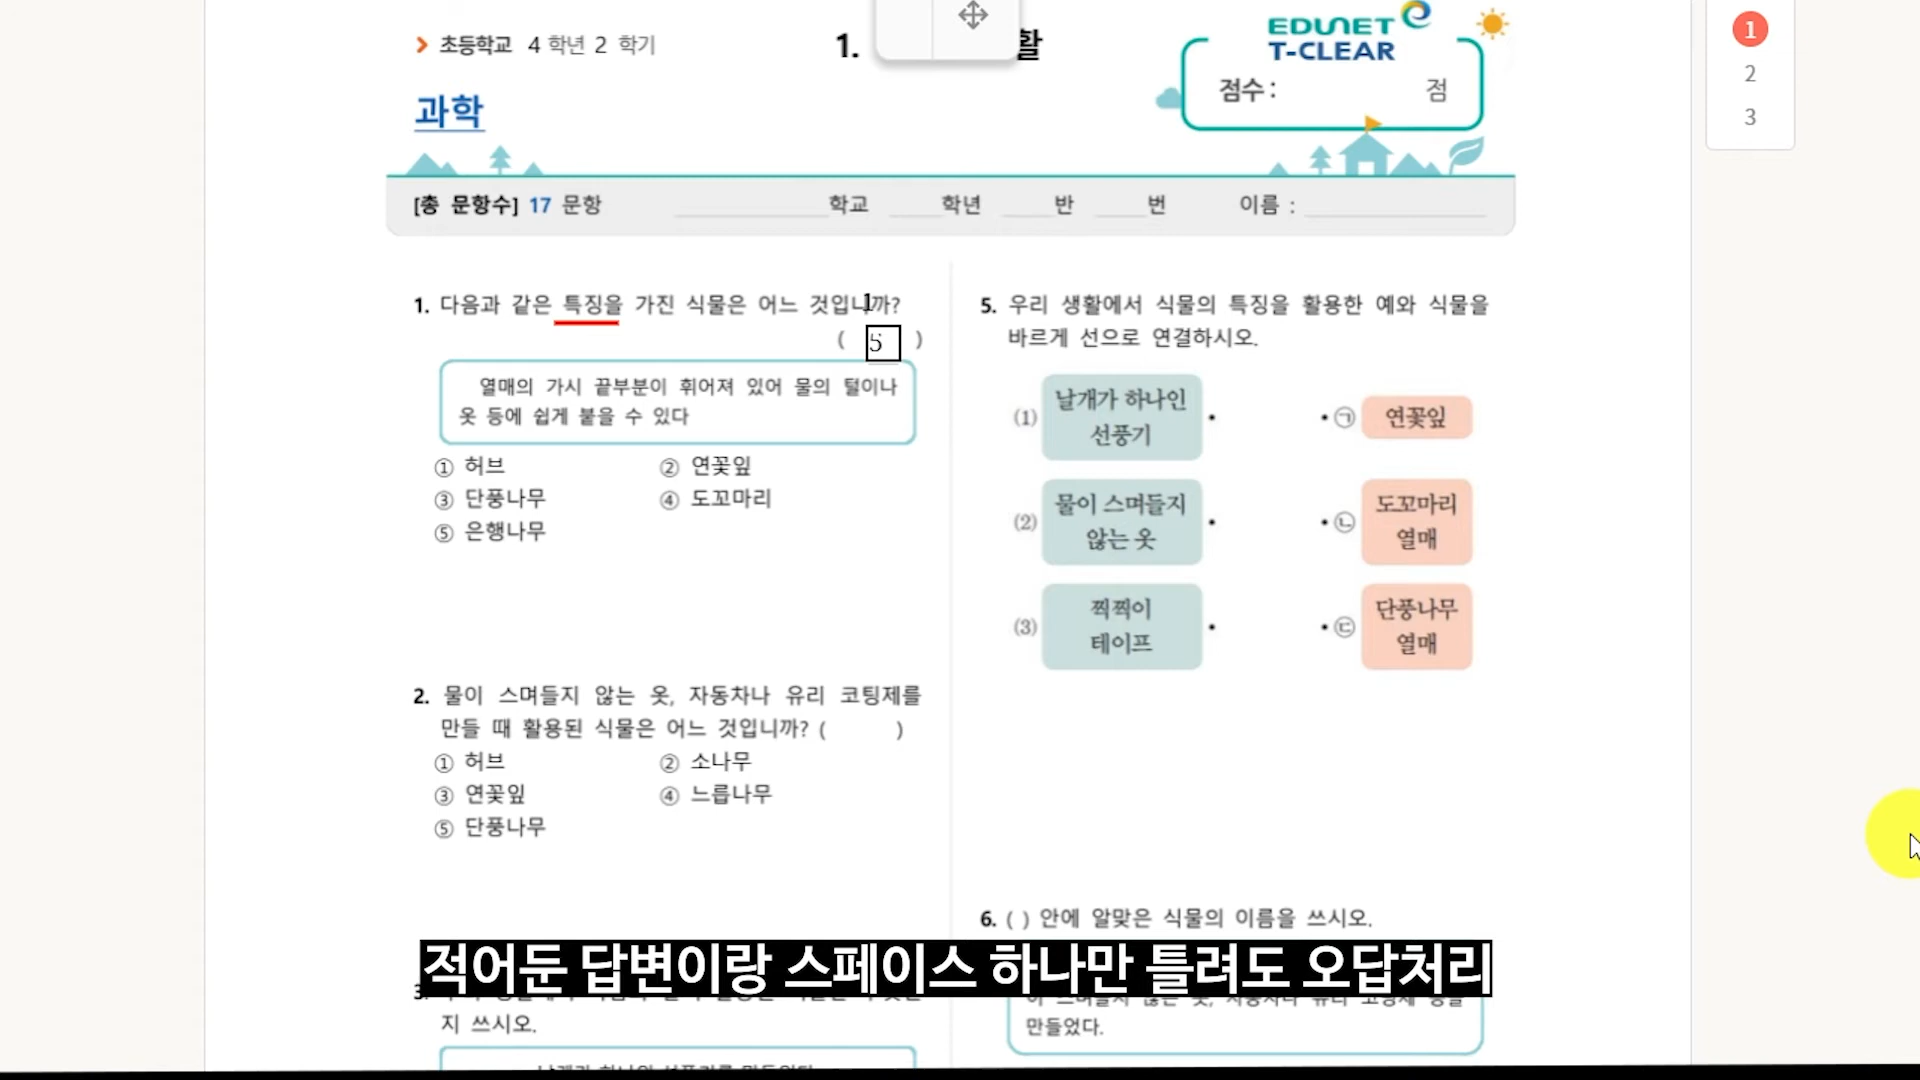 초등학교 4 학년 2 학기
1.
활
EDUNET
T-CLEAR
점수 : 점
과학
[총 문항수] 17 문항 학교 학년 반 번 이름 :
1
2
3
1. 다음과 같은 특징을 가진 식물은 어느 것입니까?
1
( 5 )
열매의 가시 끝부분이 휘어져 있어 물의 털이나
옷 등에 쉽게 붙을 수 있다
① 허브 ② 연꽃잎
③ 단풍나무 ④ 도꼬마리
⑤ 은행나무
2. 물이 스며들지 않는 옷, 자동차나 유리 코팅제를
만들 때 활용된 식물은 어느 것입니까? ( )
① 허브 ② 소나무
③ 연꽃잎 ④ 느릅나무
⑤ 단풍나무
지 쓰시오.
5. 우리 생활에서 식물의 특징을 활용한 예와 식물을
바르게 선으로 연결하시오.
(1) 날개가 하나인 선풍기 • • ㉠ 연꽃잎
(2) 물이 스며들지 않는 옷 • • ㉡ 도꼬마리 열매
(3) 찍찍이 테이프 • • ㉢ 단풍나무 열매
6. ( ) 안에 알맞은 식물의 이름을 쓰시오.
만들었다.
적어둔 답변이랑 스페이스 하나만 틀려도 오답처리